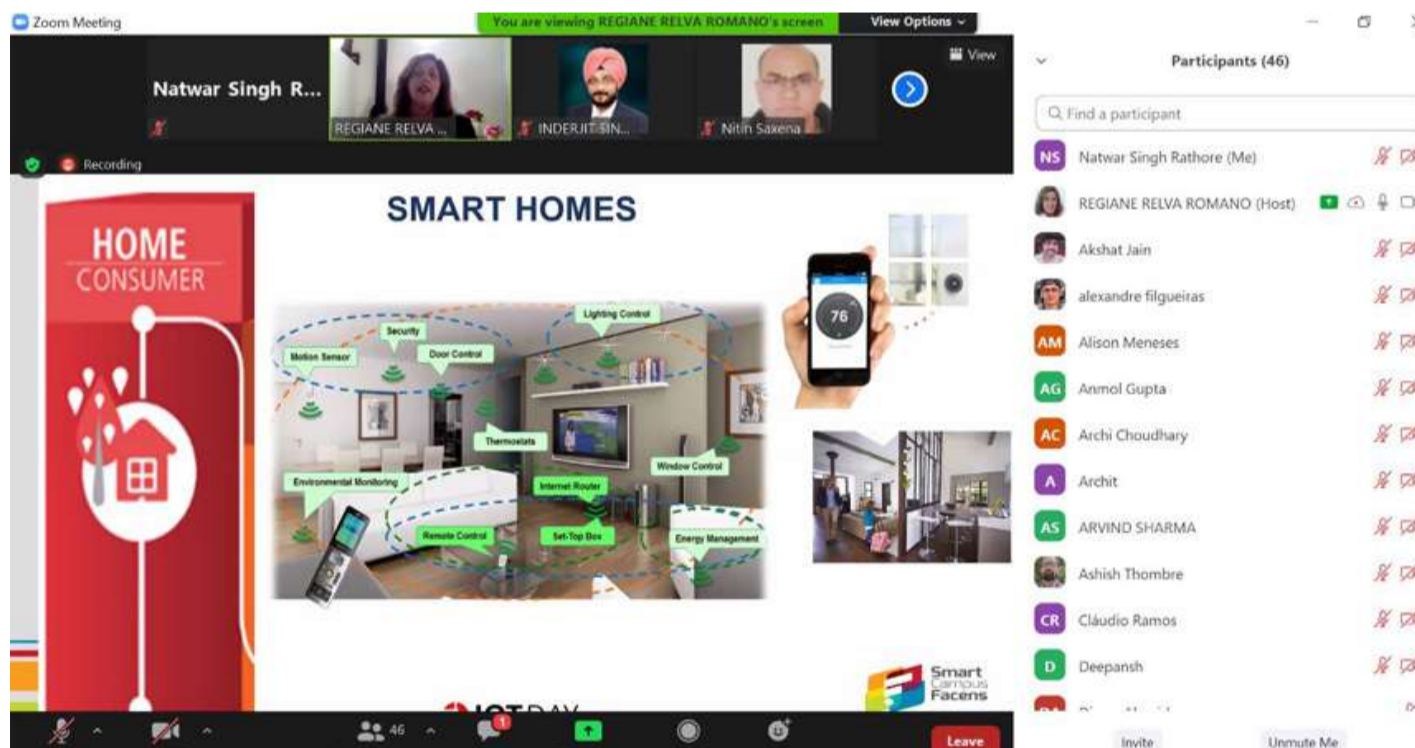 Zoom Meeting
You are viewing REGIANE RELVA ROMANO's screen
View Options
View
Natwar Singh R...
REGIANE RELVA ...
INDERJIT SIN...
Nitin Saxena
Recording
HOME
CONSUMER
SMART HOMES
Lighting Control
Security
Motion Sensor
Door Control
Thermostats
Window Control
Environmental Monitoring
Internet Router
Remote Control
Set-Top Box
Energy Management
76
Smart
Campus
Facens
IOT DAY
46
1
Leave
Participants (46)
Find a participant
NS
Natwar Singh Rathore (Me)
REGIANE RELVA ROMANO (Host)
Akshat Jain
alexandre filgueiras
AM
Alison Meneses
AG
Anmol Gupta
AC
Archi Choudhary
A
Archit
AS
ARVIND SHARMA
Ashish Thombre
CR
Cláudio Ramos
D
Deepansh
Invite
Unmute Me